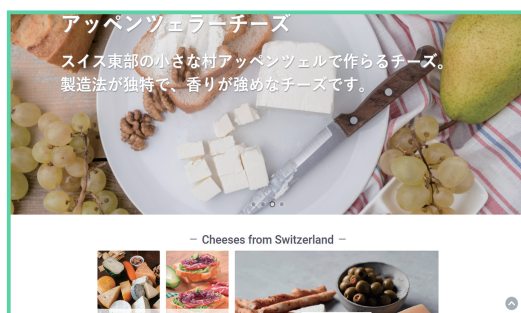 アッペンツェラーチーズ
スイス東部の小さな村アッペンツェルで作らるチーズ。
製造法が独特で、香りが強めなチーズです。
― Cheeses from Switzerland ―